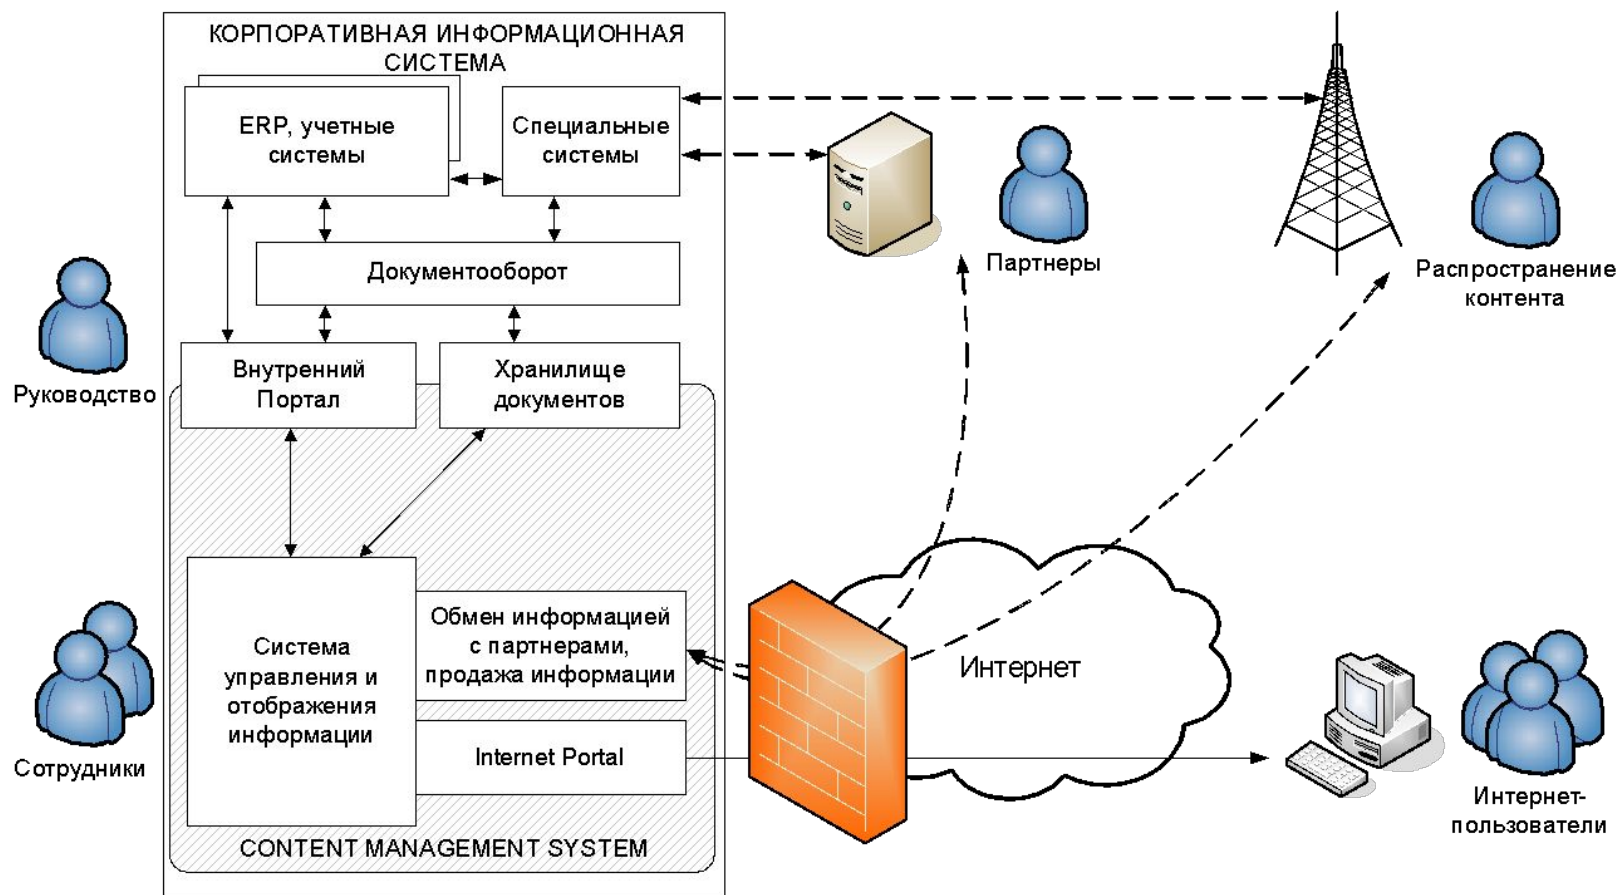 КОРПОРАТИВНАЯ ИНФОРМАЦИОННАЯ
СИСТЕМА
ERP, учетные
системы
Специальные
системы
Документооборот
Партнеры
Распространение
контента
Руководство
Внутренний
Портал
Хранилище
документов
Система
управления и
отображения
информации
Обмен информацией
с партнерами,
продажа информации
Интернет
Internet Portal
Сотрудники
Интернет-
пользователи
CONTENT MANAGEMENT SYSTEM